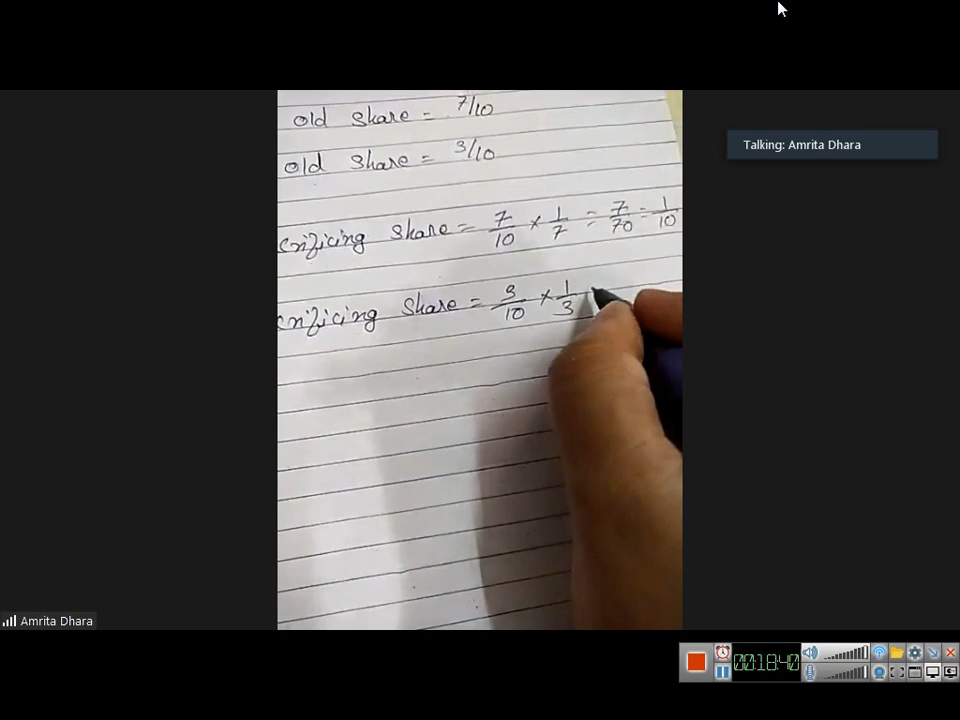 old share = 7/10
Talking: Amrita Dhara
old share = 3/10
crificing share = 7/10 × 1/7 = 7/70 = 1/10
crificing share = 3/10 × 1/3
Amrita Dhara
00:18:40